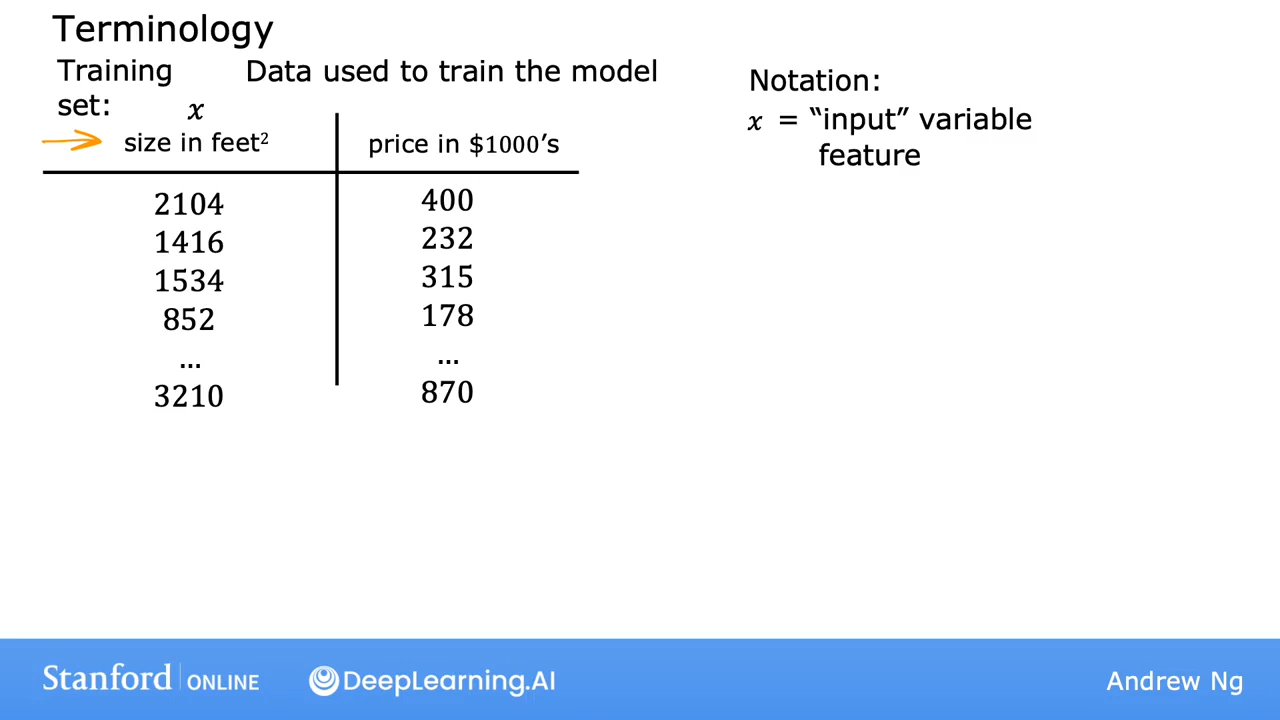 Terminology
Training set: Data used to train the model
x
size in feet² price in $1000's
2104 400
1416 232
1534 315
852 178
... ...
3210 870
Notation:
x = “input” variable
feature
Stanford ONLINE DeepLearning.AI Andrew Ng